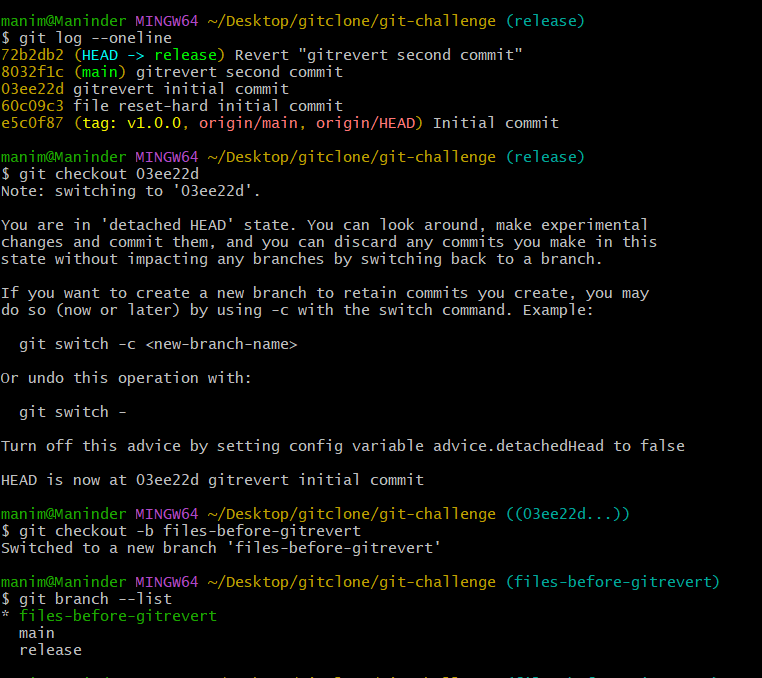 manim@Maninder MINGW64 ~/Desktop/gitclone/git-challenge (release)
$ git log --oneline
72b2db2 (HEAD -> release) Revert "gitrevert second commit"
8032f1c (main) gitrevert second commit
03ee22d gitrevert initial commit
60c09c3 file reset-hard initial commit
e5c0f87 (tag: v1.0.0, origin/main, origin/HEAD) Initial commit
manim@Maninder MINGW64 ~/Desktop/gitclone/git-challenge (release)
$ git checkout 03ee22d
Note: switching to '03ee22d'.
You are in 'detached HEAD' state. You can look around, make experimental
changes and commit them, and you can discard any commits you make in this
state without impacting any branches by switching back to a branch.
If you want to create a new branch to retain commits you create, you may
do so (now or later) by using -c with the switch command. Example:
git switch -c <new-branch-name>
Or undo this operation with:
git switch -
Turn off this advice by setting config variable advice.detachedHead to false
HEAD is now at 03ee22d gitrevert initial commit
manim@Maninder MINGW64 ~/Desktop/gitclone/git-challenge ((03ee22d...))
$ git checkout -b files-before-gitrevert
Switched to a new branch 'files-before-gitrevert'
manim@Maninder MINGW64 ~/Desktop/gitclone/git-challenge (files-before-gitrevert)
$ git branch --list
* files-before-gitrevert
main
release